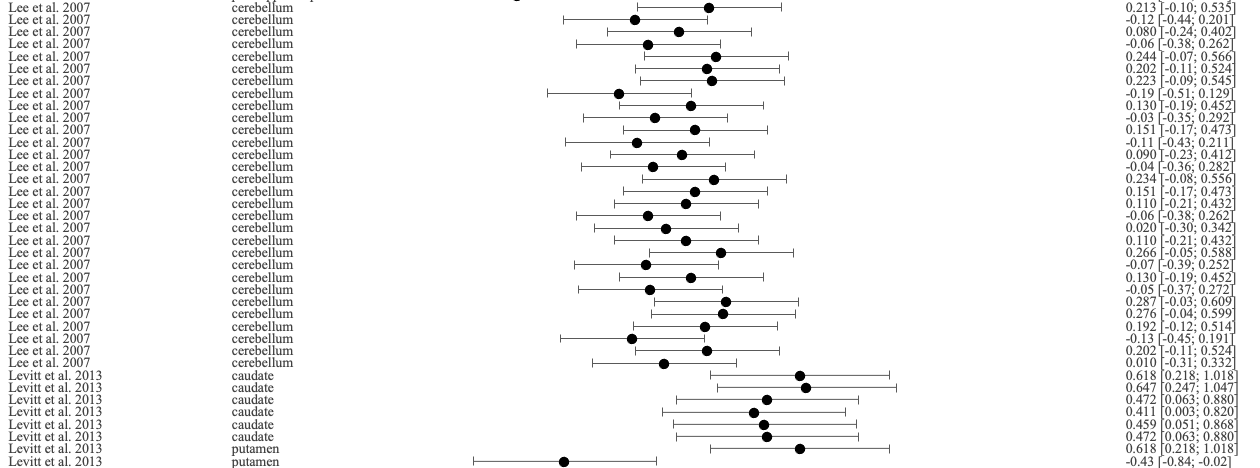 Lee et al. 2007 cerebellum 0.213 [-0.10; 0.535]
Lee et al. 2007 cerebellum -0.12 [-0.44; 0.201]
Lee et al. 2007 cerebellum 0.080 [-0.24; 0.402]
Lee et al. 2007 cerebellum -0.06 [-0.38; 0.262]
Lee et al. 2007 cerebellum 0.244 [-0.07; 0.566]
Lee et al. 2007 cerebellum 0.202 [-0.11; 0.524]
Lee et al. 2007 cerebellum 0.223 [-0.09; 0.545]
Lee et al. 2007 cerebellum -0.19 [-0.51; 0.129]
Lee et al. 2007 cerebellum 0.130 [-0.19; 0.452]
Lee et al. 2007 cerebellum -0.03 [-0.35; 0.292]
Lee et al. 2007 cerebellum 0.151 [-0.17; 0.473]
Lee et al. 2007 cerebellum -0.11 [-0.43; 0.211]
Lee et al. 2007 cerebellum 0.090 [-0.23; 0.412]
Lee et al. 2007 cerebellum -0.04 [-0.36; 0.282]
Lee et al. 2007 cerebellum 0.234 [-0.08; 0.556]
Lee et al. 2007 cerebellum 0.151 [-0.17; 0.473]
Lee et al. 2007 cerebellum 0.110 [-0.21; 0.432]
Lee et al. 2007 cerebellum -0.06 [-0.38; 0.262]
Lee et al. 2007 cerebellum 0.020 [-0.30; 0.342]
Lee et al. 2007 cerebellum 0.110 [-0.21; 0.432]
Lee et al. 2007 cerebellum 0.266 [-0.05; 0.588]
Lee et al. 2007 cerebellum -0.07 [-0.39; 0.252]
Lee et al. 2007 cerebellum 0.130 [-0.19; 0.452]
Lee et al. 2007 cerebellum -0.05 [-0.37; 0.272]
Lee et al. 2007 cerebellum 0.287 [-0.03; 0.609]
Lee et al. 2007 cerebellum 0.276 [-0.04; 0.599]
Lee et al. 2007 cerebellum 0.192 [-0.12; 0.514]
Lee et al. 2007 cerebellum -0.13 [-0.45; 0.191]
Lee et al. 2007 cerebellum 0.202 [-0.11; 0.524]
Lee et al. 2007 cerebellum 0.010 [-0.31; 0.332]
Levitt et al. 2013 caudate 0.618 [0.218; 1.018]
Levitt et al. 2013 caudate 0.647 [0.247; 1.047]
Levitt et al. 2013 caudate 0.472 [0.063; 0.880]
Levitt et al. 2013 caudate 0.411 [0.003; 0.820]
Levitt et al. 2013 caudate 0.459 [0.051; 0.868]
Levitt et al. 2013 caudate 0.472 [0.063; 0.880]
Levitt et al. 2013 putamen 0.618 [0.218; 1.018]
Levitt et al. 2013 putamen -0.43 [-0.84; -0.02]